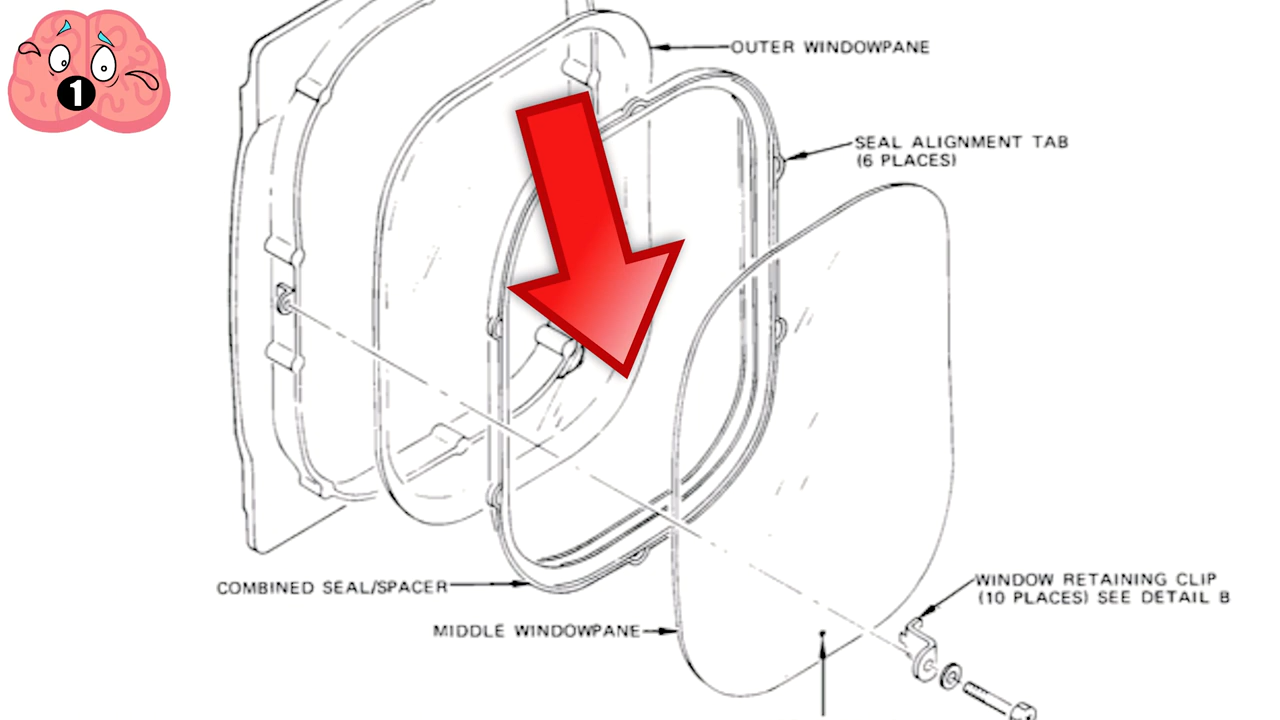 1
OUTER WINDOWPANE
SEAL ALIGNMENT TAB
(6 PLACES)
COMBINED SEAL/SPACER
MIDDLE WINDOWPANE
WINDOW RETAINING CLIP
(10 PLACES) SEE DETAIL B